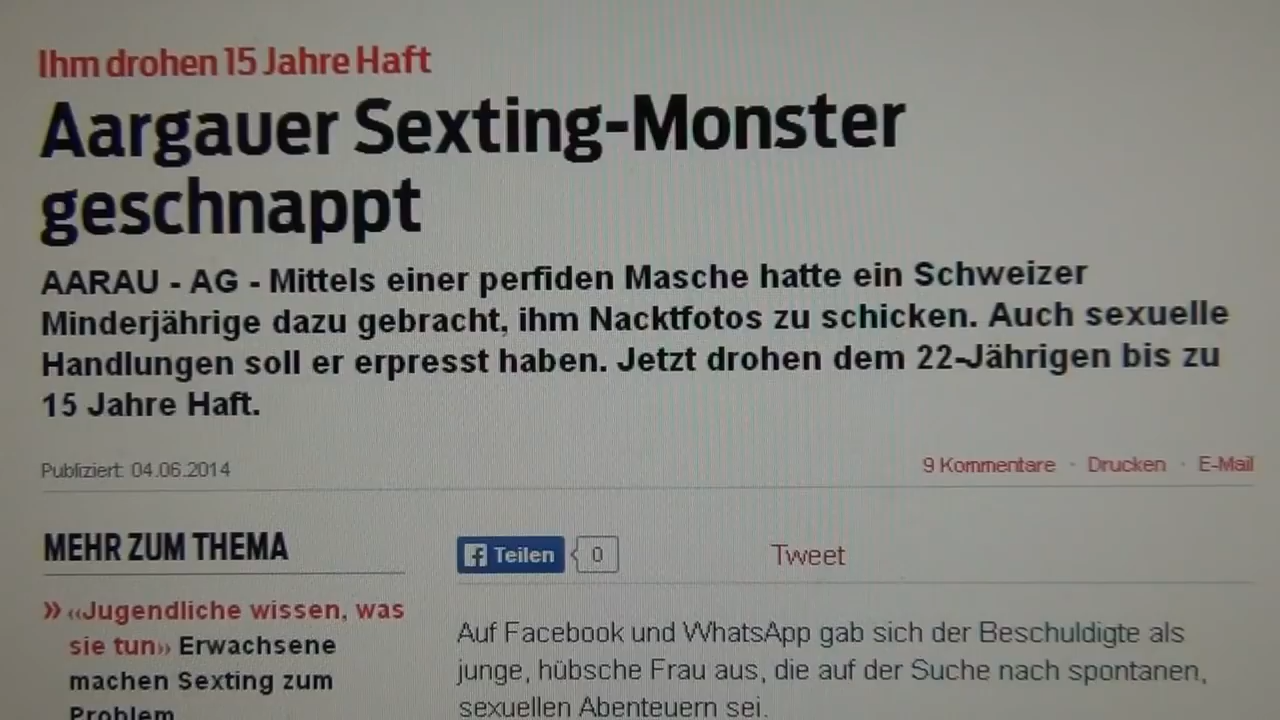 Ihm drohen 15 Jahre Haft
Aargauer Sexting-Monster
geschnappt
AARAU - AG - Mittels einer perfiden Masche hatte ein Schweizer
Minderjährige dazu gebracht, ihm Nacktfotos zu schicken. Auch sexuelle
Handlungen soll er erpresst haben. Jetzt drohen dem 22-Jährigen bis zu
15 Jahre Haft.
Publiziert: 04.06.2014
9 Kommentare · Drucken · E-Mail
MEHR ZUM THEMA
Teilen 0 Tweet
» «Jugendliche wissen, was
sie tun» Erwachsene
machen Sexting zum
Problem
Auf Facebook und WhatsApp gab sich der Beschuldigte als
junge, hübsche Frau aus, die auf der Suche nach spontanen,
sexuellen Abenteuern sei.